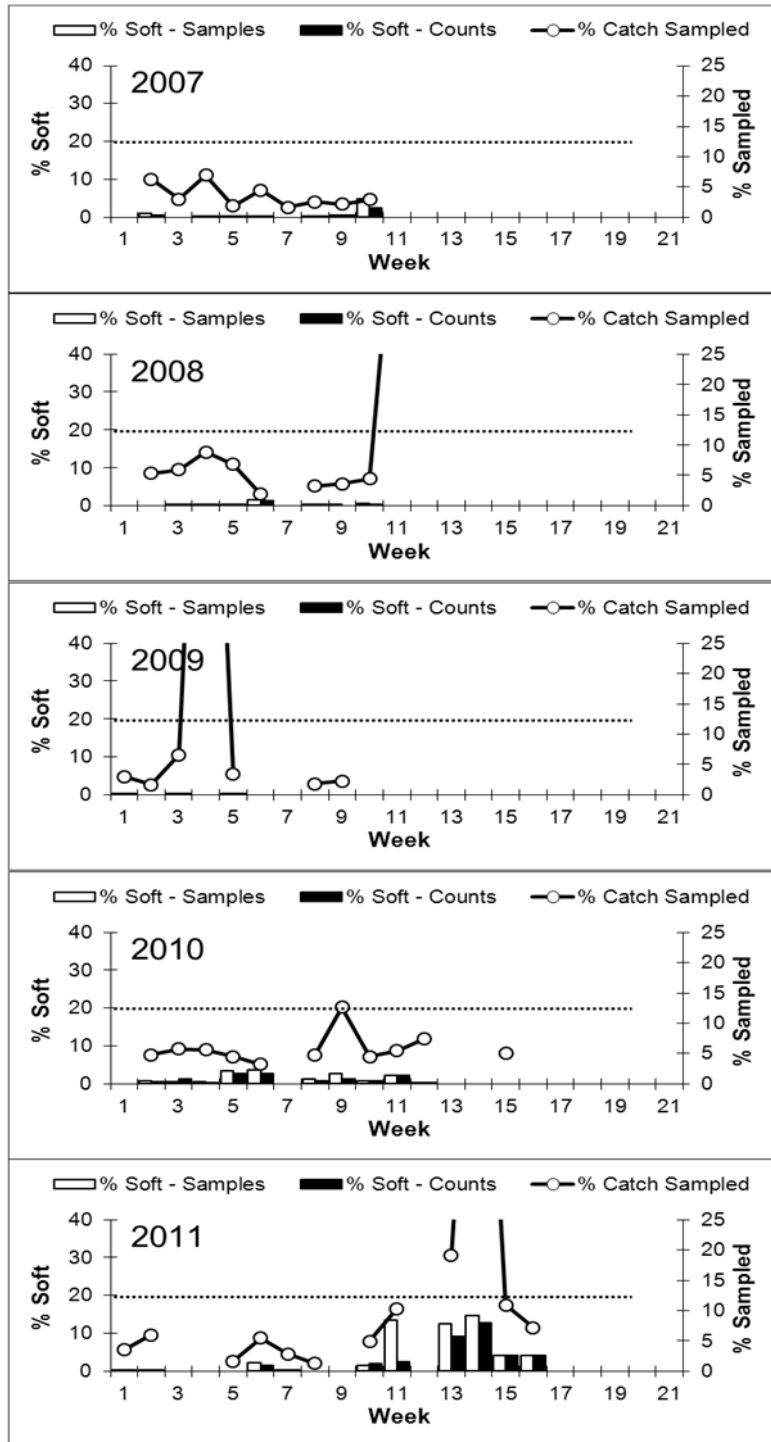 % Soft - Samples % Soft - Counts % Catch Sampled
2007
40 25
30 20
20 15
10 10
0 5
0
% Soft
% Sampled
1 3 5 7 9 11 13 15 17 19 21
Week
% Soft - Samples % Soft - Counts % Catch Sampled
2008
40 25
30 20
20 15
10 10
0 5
0
% Soft
% Sampled
1 3 5 7 9 11 13 15 17 19 21
Week
% Soft - Samples % Soft - Counts % Catch Sampled
2009
40 25
30 20
20 15
10 10
0 5
0
% Soft
% Sampled
1 3 5 7 9 11 13 15 17 19 21
Week
% Soft - Samples % Soft - Counts % Catch Sampled
2010
40 25
30 20
20 15
10 10
0 5
0
% Soft
% Sampled
1 3 5 7 9 11 13 15 17 19 21
Week
% Soft - Samples % Soft - Counts % Catch Sampled
2011
40 25
30 20
20 15
10 10
0 5
0
% Soft
% Sampled
1 3 5 7 9 11 13 15 17 19 21
Week